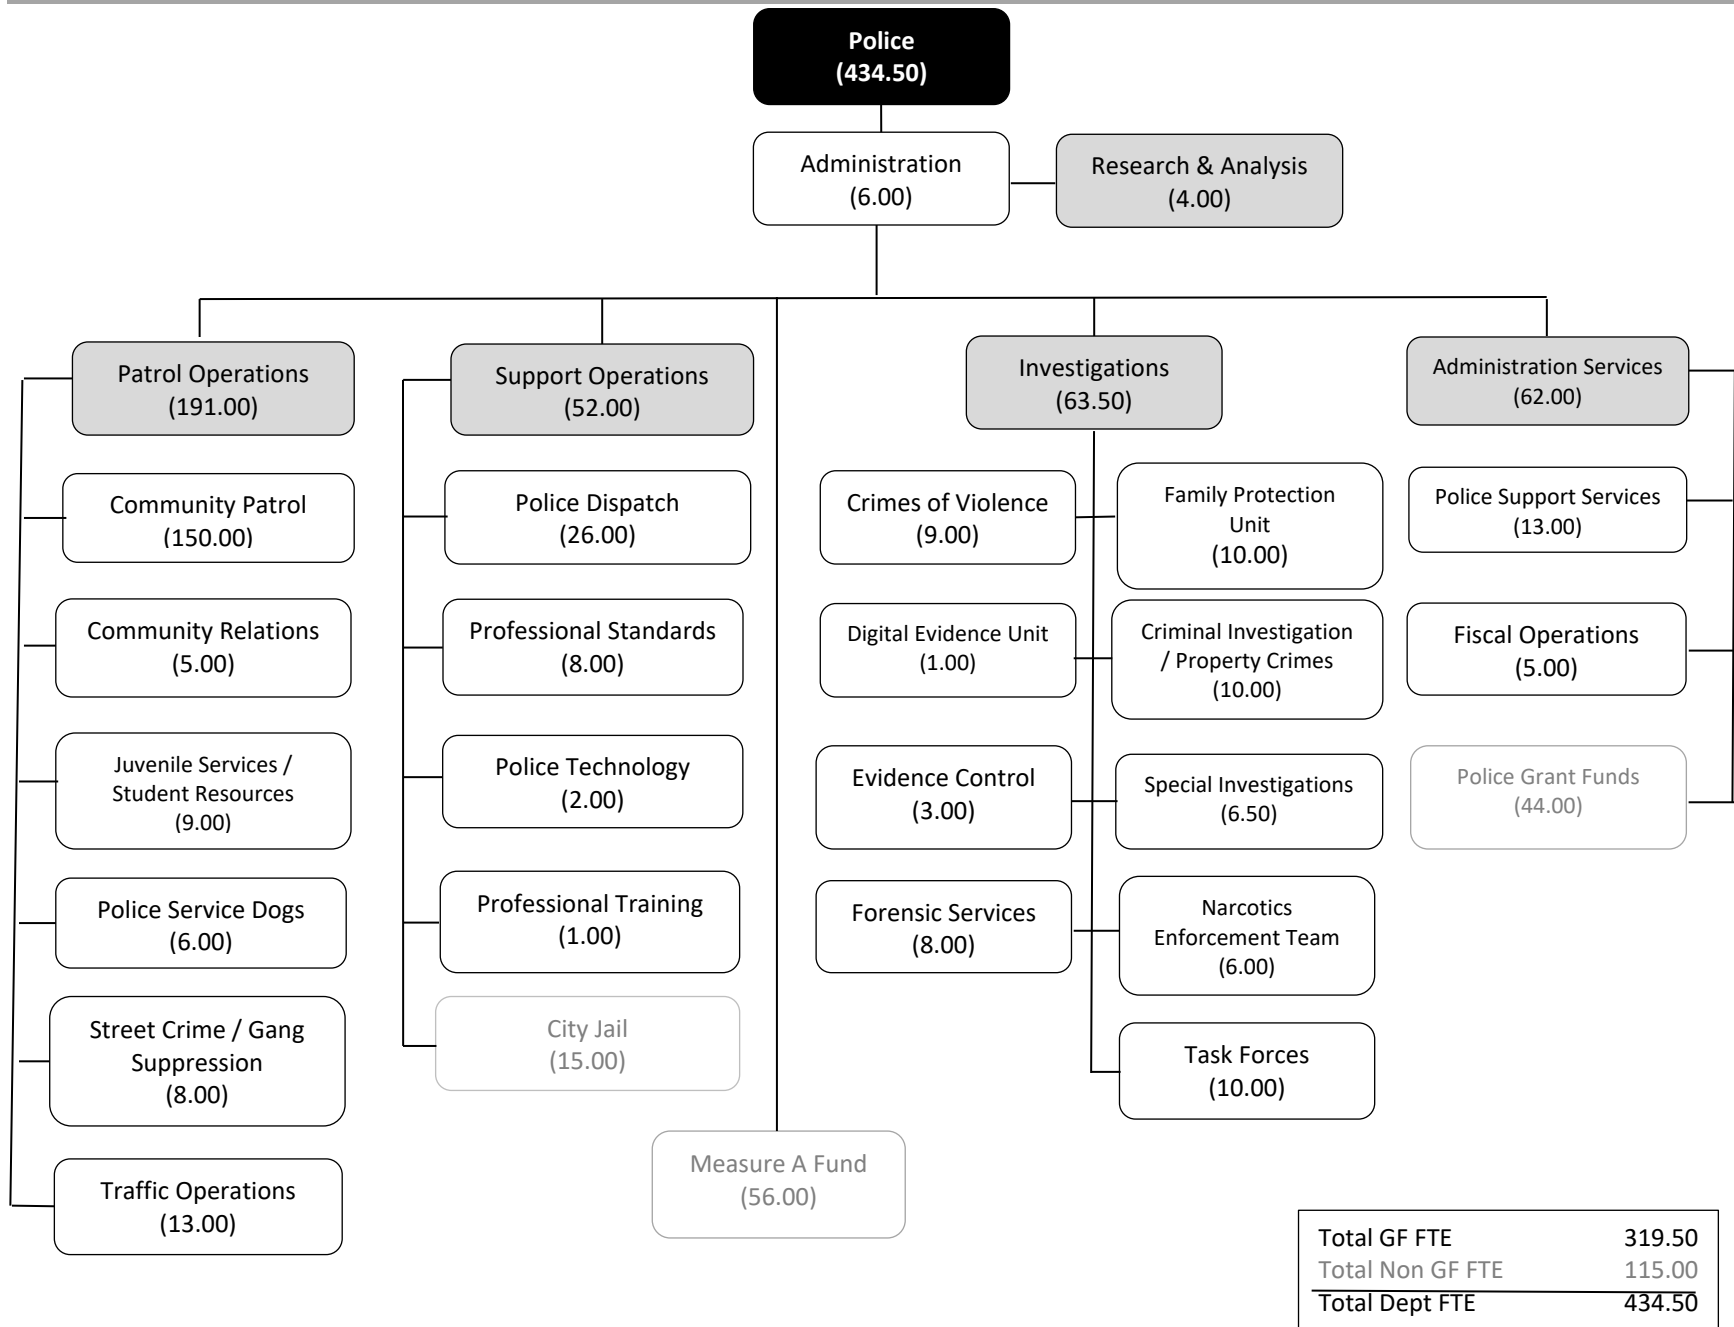 Police
(434.50)
Administration
(6.00)
Research & Analysis
(4.00)
Patrol Operations
(191.00)
Support Operations
(52.00)
Investigations
(63.50)
Administration Services
(62.00)
Community Patrol
(150.00)
Community Relations
(5.00)
Juvenile Services /
Student Resources
(9.00)
Police Service Dogs
(6.00)
Street Crime / Gang
Suppression
(8.00)
Traffic Operations
(13.00)
Police Dispatch
(26.00)
Professional Standards
(8.00)
Police Technology
(2.00)
Professional Training
(1.00)
City Jail
(15.00)
Measure A Fund
(56.00)
Crimes of Violence
(9.00)
Family Protection
Unit
(10.00)
Digital Evidence Unit
(1.00)
Criminal Investigation
/ Property Crimes
(10.00)
Evidence Control
(3.00)
Special Investigations
(6.50)
Forensic Services
(8.00)
Narcotics
Enforcement Team
(6.00)
Task Forces
(10.00)
Police Support Services
(13.00)
Fiscal Operations
(5.00)
Police Grant Funds
(44.00)
Total GF FTE 319.50
Total Non GF FTE 115.00
Total Dept FTE 434.50